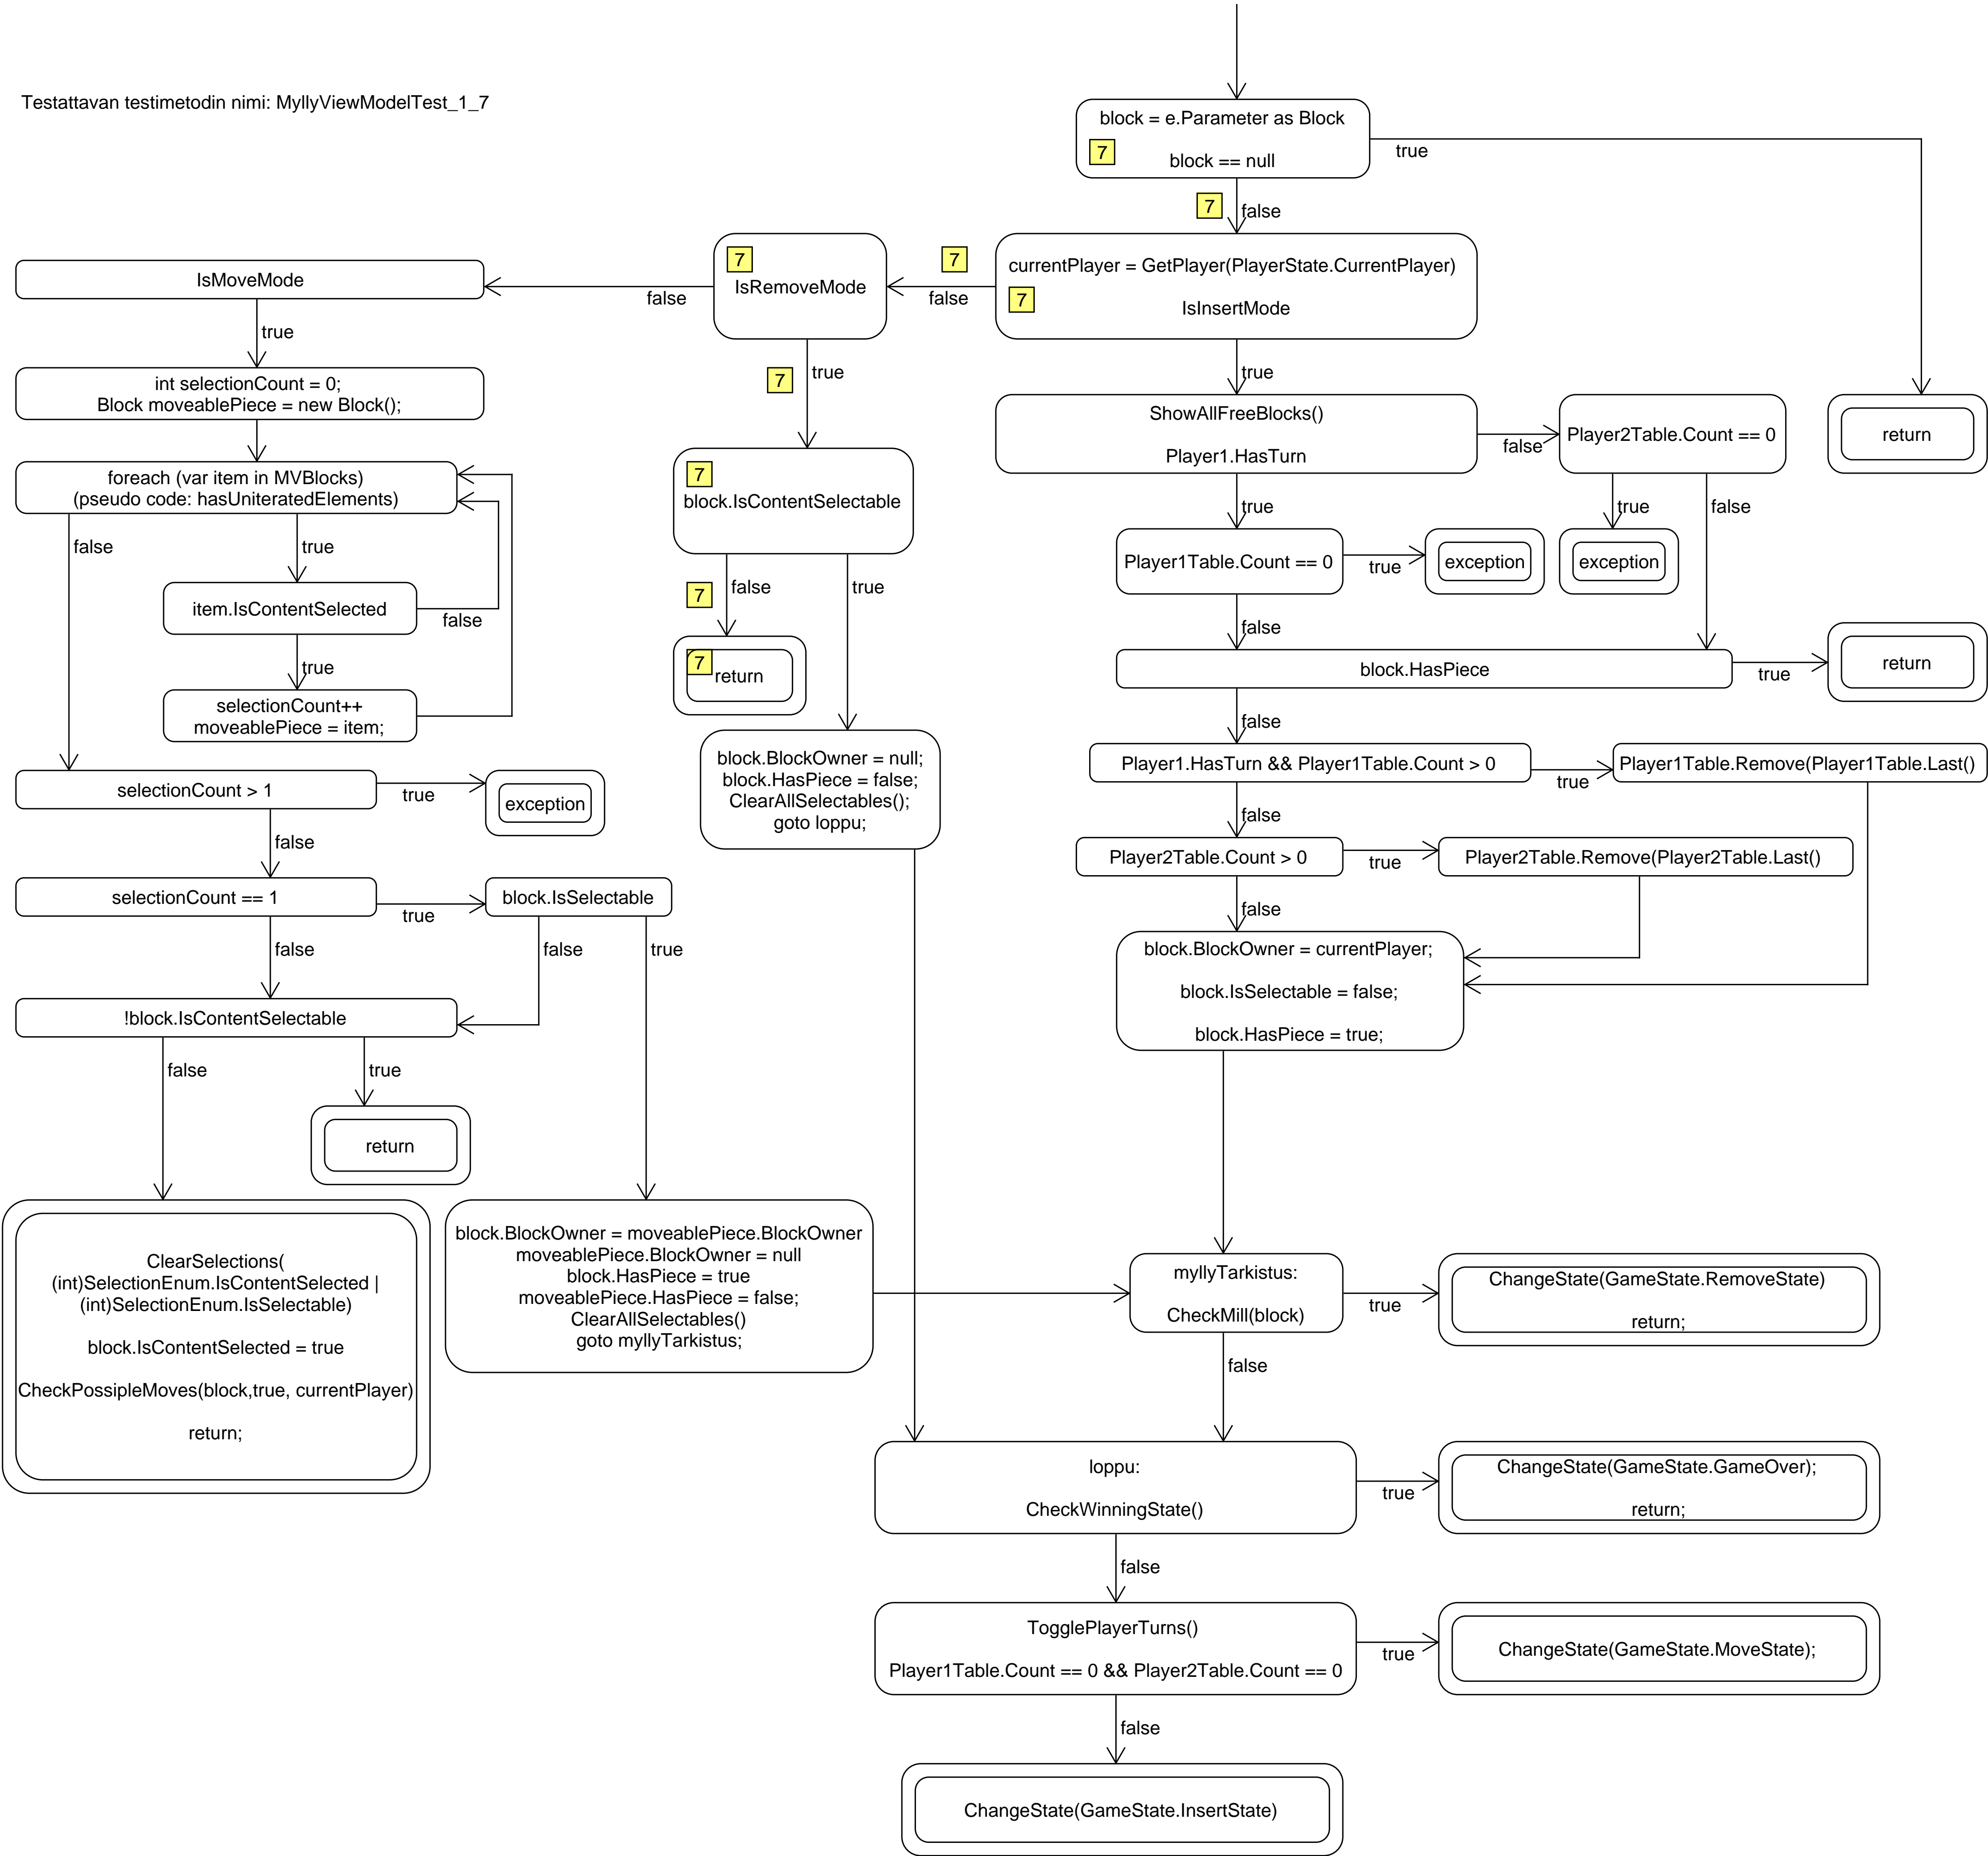 Testattavan testimetodin nimi: MyllyViewModelTest_1_7
block = e.Parameter as Block
7
block == null
true
7
false
currentPlayer = GetPlayer(PlayerState.CurrentPlayer)
7
IsInsertMode
7
false
7
IsRemoveMode
false
IsMoveMode
true
int selectionCount = 0;
Block moveablePiece = new Block();
foreach (var item in MVBlocks)
(pseudo code: hasUniteratedElements)
false
true
item.IsContentSelected
false
true
selectionCount++
moveablePiece = item;
selectionCount > 1
true
exception
false
selectionCount == 1
true
block.IsSelectable
false
false
true
!block.IsContentSelectable
false
true
return
ClearSelections(
(int)SelectionEnum.IsContentSelected |
(int)SelectionEnum.IsSelectable)
block.IsContentSelected = true
CheckPossipleMoves(block,true, currentPlayer)
return;
block.BlockOwner = moveablePiece.BlockOwner
moveablePiece.BlockOwner = null
block.HasPiece = true
moveablePiece.HasPiece = false;
ClearAllSelectables()
goto myllyTarkistus;
7
true
7
block.IsContentSelectable
7
false
true
7
return
block.BlockOwner = null;
block.HasPiece = false;
ClearAllSelectables();
goto loppu;
true
ShowAllFreeBlocks()
Player1.HasTurn
false
Player2Table.Count == 0
return
true
true
false
Player1Table.Count == 0
true
exception
exception
false
block.HasPiece
true
return
false
Player1.HasTurn && Player1Table.Count > 0
true
Player1Table.Remove(Player1Table.Last()
false
Player2Table.Count > 0
true
Player2Table.Remove(Player2Table.Last()
false
block.BlockOwner = currentPlayer;
block.IsSelectable = false;
block.HasPiece = true;
myllyTarkistus:
CheckMill(block)
true
ChangeState(GameState.RemoveState)
return;
false
loppu:
CheckWinningState()
true
ChangeState(GameState.GameOver);
return;
false
TogglePlayerTurns()
Player1Table.Count == 0 && Player2Table.Count == 0
true
ChangeState(GameState.MoveState);
false
ChangeState(GameState.InsertState)